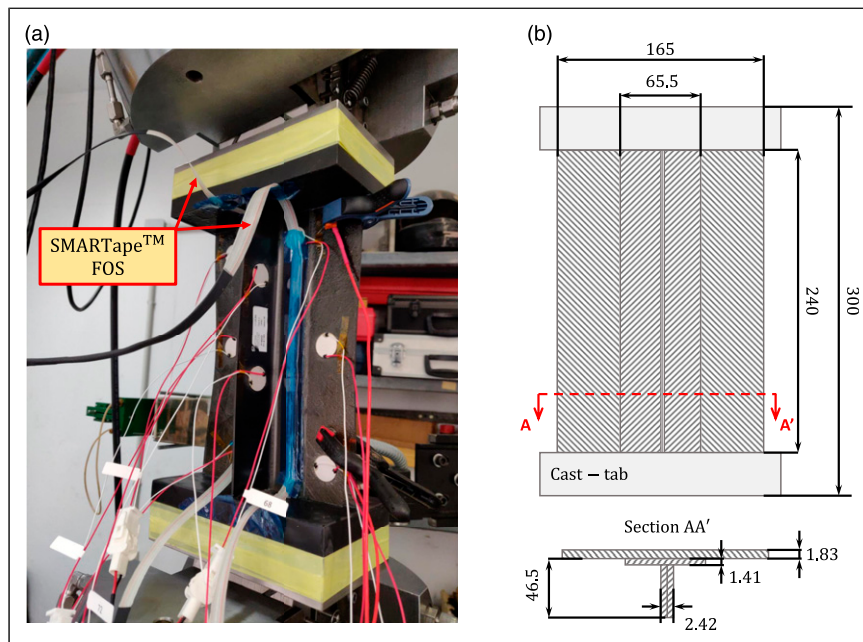 (a)
SMARTape™
FOS
(b)
165
65.5
240
300
A
A'
Cast – tab
Section AA′
46.5
1.83
1.41
2.42